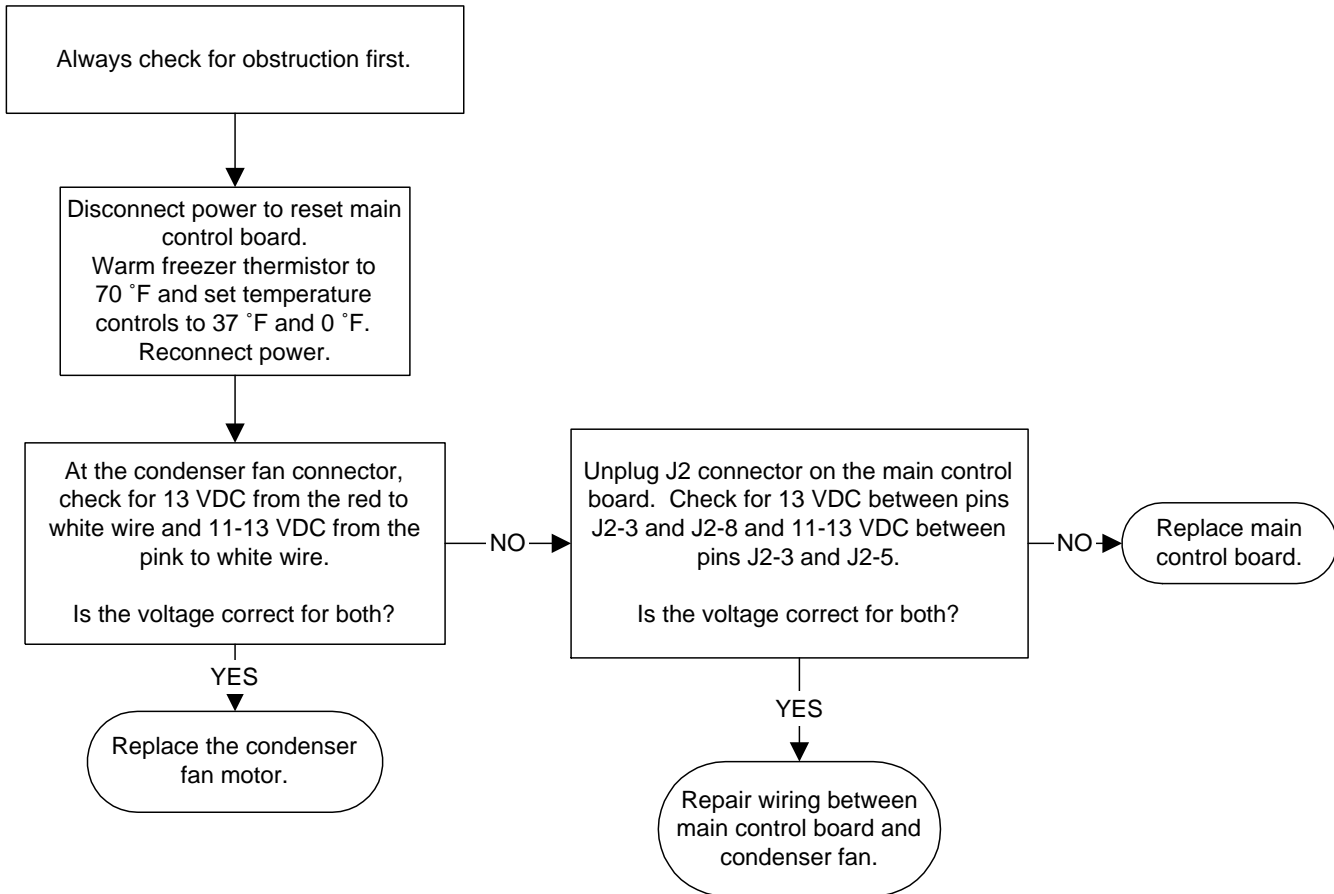 Always check for obstruction first.
Disconnect power to reset main
control board.
Warm freezer thermistor to
70 ˚F and set temperature
controls to 37 ˚F and 0 ˚F.
Reconnect power.
At the condenser fan connector,
check for 13 VDC from the red to
white wire and 11-13 VDC from the
pink to white wire.
Is the voltage correct for both?
NO
Unplug J2 connector on the main control
board.  Check for 13 VDC between pins
J2-3 and J2-8 and 11-13 VDC between
pins J2-3 and J2-5.
Is the voltage correct for both?
NO
Replace main
control board.
YES
Replace the condenser
fan motor.
YES
Repair wiring between
main control board and
condenser fan.